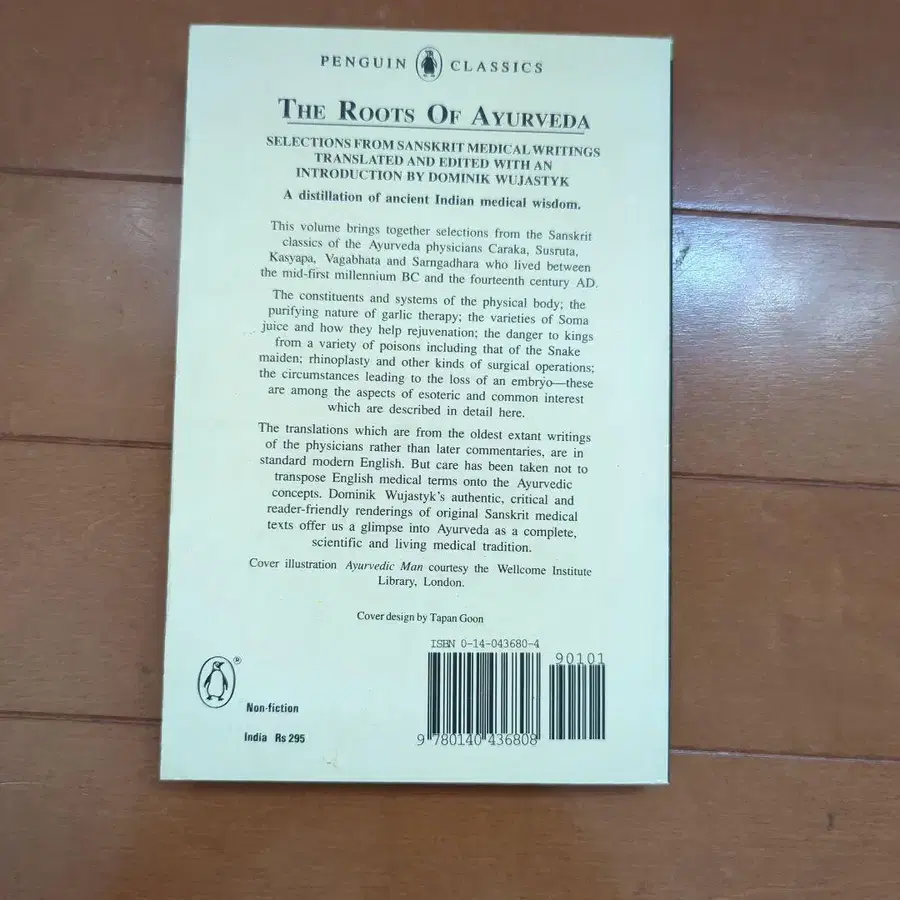 PENGUIN CLASSICS
THE ROOTS OF AYURVEDA
SELECTIONS FROM SANSKRIT MEDICAL WRITINGS
TRANSLATED AND EDITED WITH AN
INTRODUCTION BY DOMINIK WUJASTYK
A distillation of ancient Indian medical wisdom.
This volume brings together selections from the Sanskrit
classics of the Ayurveda physicians Caraka, Susruta,
Kasyapa, Vagabhata and Sarngadhara who lived between
the mid-first millennium BC and the fourteenth century AD.
The constituents and systems of the physical body; the
purifying nature of garlic therapy; the varieties of Soma
juice and how they help rejuvenation; the danger to kings
from a variety of poisons including that of the Snake
maiden; rhinoplasty and other kinds of surgical operations;
the circumstances leading to the loss of an embryo—these
are among the aspects of esoteric and common interest
which are described in detail here.
The translations which are from the oldest extant writings
of the physicians rather than later commentaries, are in
standard modern English. But care has been taken not to
transpose English medical terms onto the Ayurvedic
concepts. Dominik Wujastyk's authentic, critical and
reader-friendly renderings of original Sanskrit medical
texts offer us a glimpse into Ayurveda as a complete,
scientific and living medical tradition.
Cover illustration Ayurvedic Man courtesy the Wellcome Institute
Library, London.
Cover design by Tapan Goon
ISBN 0-14-043680-4
90101
9 780140 436808
®
Non-fiction
India Rs 295